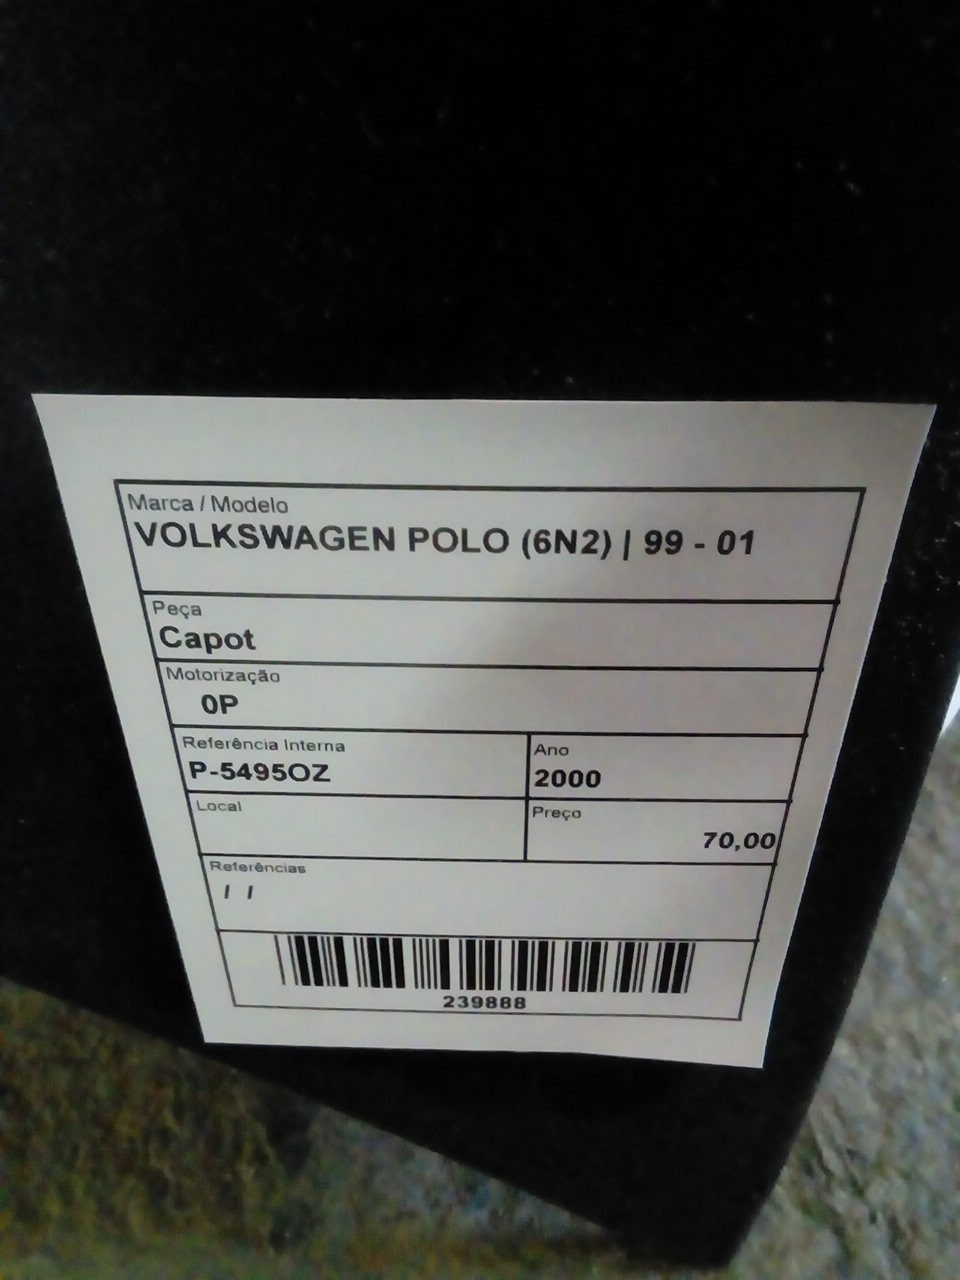 Marca / Modelo
VOLKSWAGEN POLO (6N2) | 99 - 01
Peça
Capot
Motorização
0P
Referência Interna
P-5495OZ
Ano
2000
Local
Preço
70,00
Referências
/ /
239888